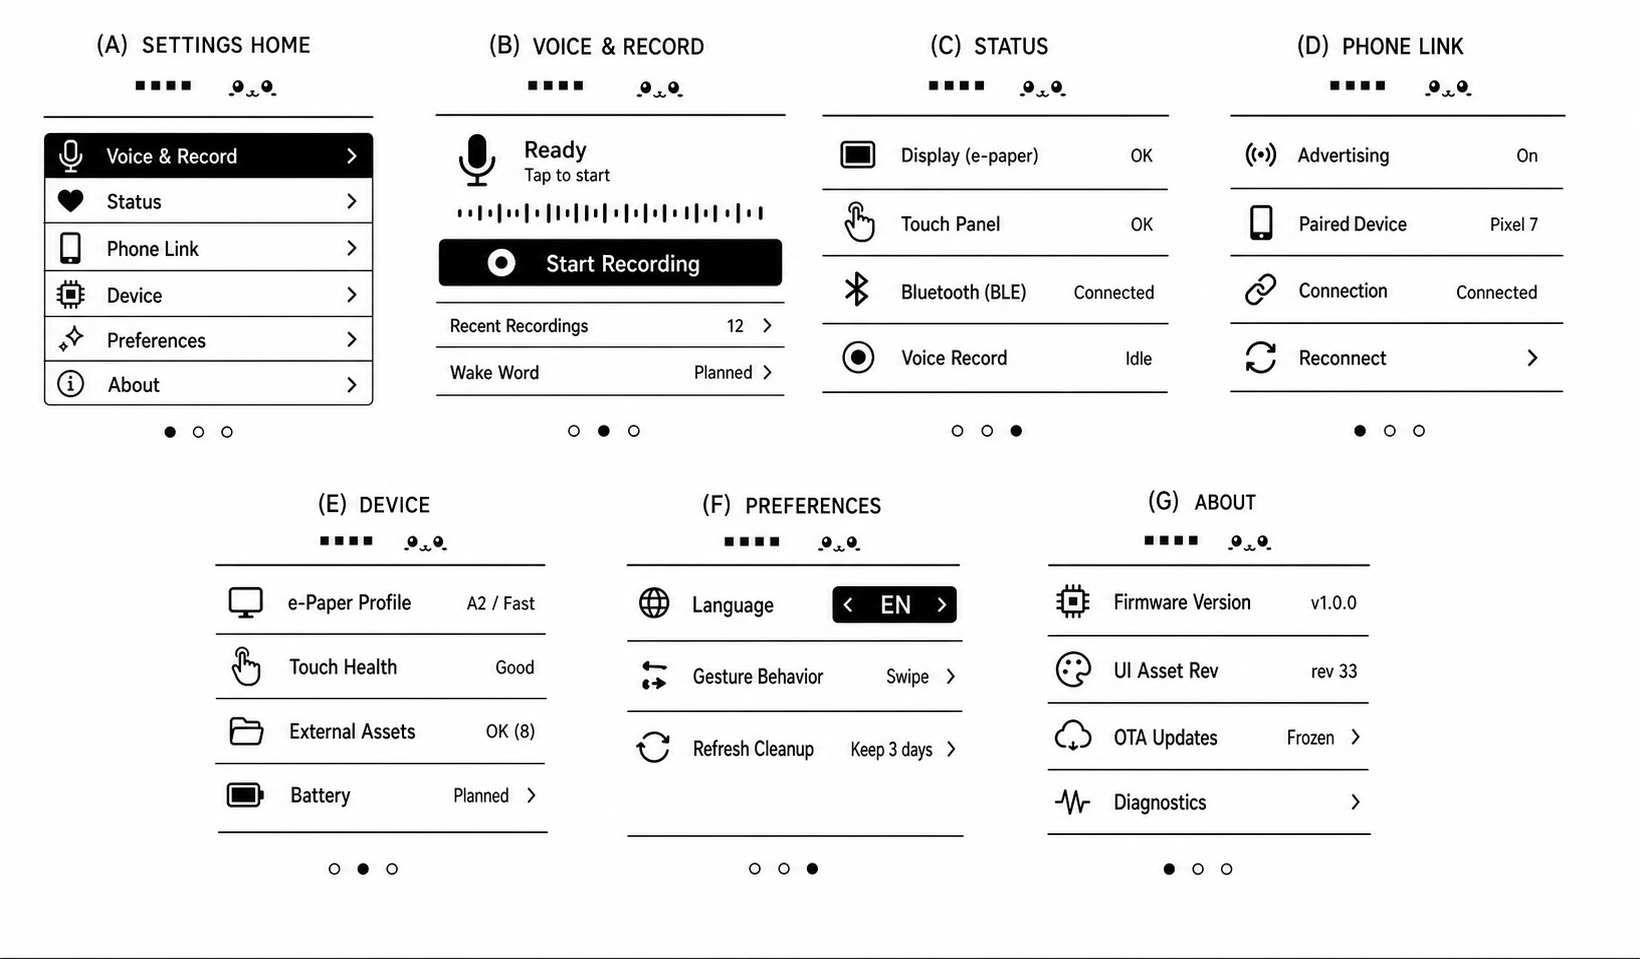 (A) SETTINGS HOME
Voice & Record
Status
Phone Link
Device
Preferences
About
(B) VOICE & RECORD
Ready
Tap to start
Start Recording
Recent Recordings 12
Wake Word Planned
(C) STATUS
Display (e-paper) OK
Touch Panel OK
Bluetooth (BLE) Connected
Voice Record Idle
(D) PHONE LINK
Advertising On
Paired Device Pixel 7
Connection Connected
Reconnect
(E) DEVICE
e-Paper Profile A2 / Fast
Touch Health Good
External Assets OK (8)
Battery Planned
(F) PREFERENCES
Language < EN >
Gesture Behavior Swipe
Refresh Cleanup Keep 3 days
(G) ABOUT
Firmware Version v1.0.0
UI Asset Rev rev 33
OTA Updates Frozen
Diagnostics